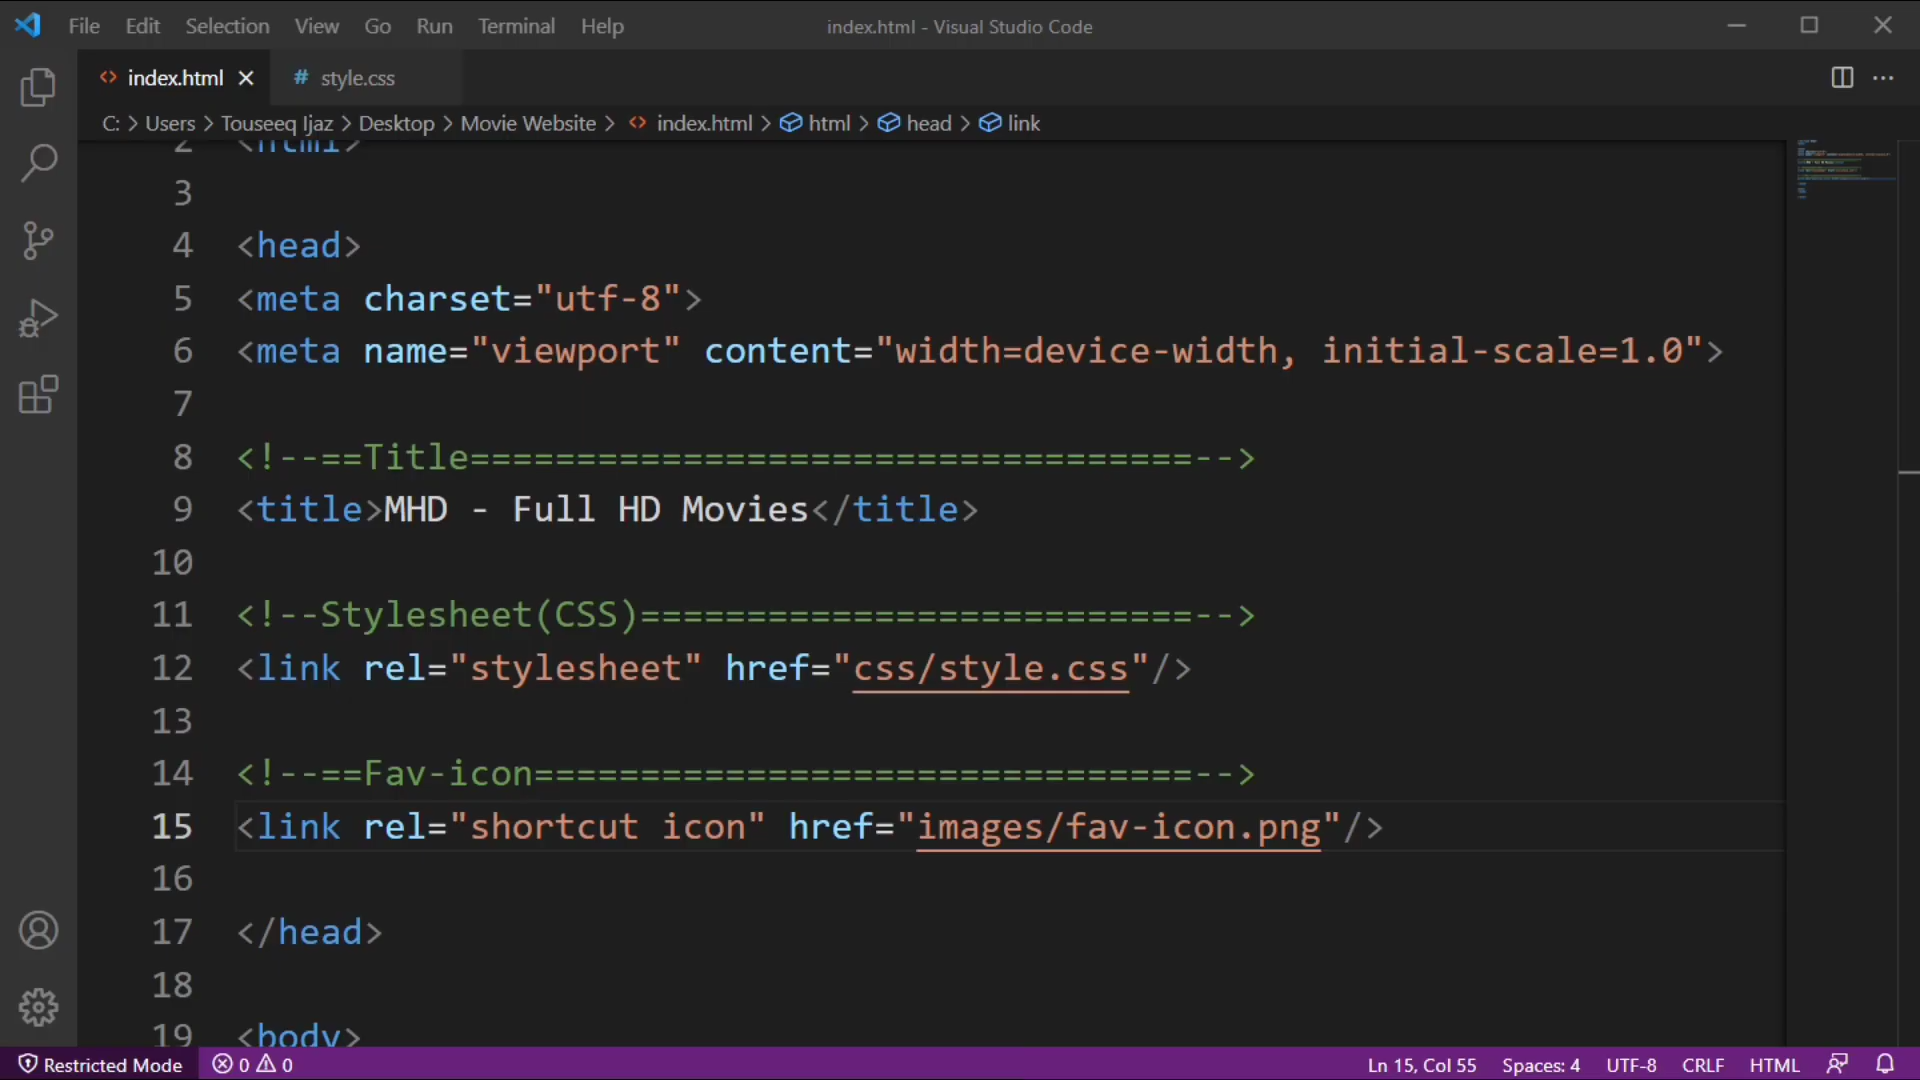 File Edit Selection View Go Run Terminal Help index.html - Visual Studio Code
index.html style.css
C: > Users > Touseeq Ijaz > Desktop > Movie Website > index.html > html > head > link
2 <html>
3
4 <head>
5 <meta charset="utf-8">
6 <meta name="viewport" content="width=device-width, initial-scale=1.0">
7
8 <!--==Title==================================-->
9 <title>MHD - Full HD Movies</title>
10
11 <!--Stylesheet(CSS)==========================-->
12 <link rel="stylesheet" href="css/style.css"/>
13
14 <!--==Fav-icon===============================-->
15 <link rel="shortcut icon" href="images/fav-icon.png"/>
16
17 </head>
18
19 <body>
Restricted Mode 0 0 Ln 15, Col 55 Spaces: 4 UTF-8 CRLF HTML